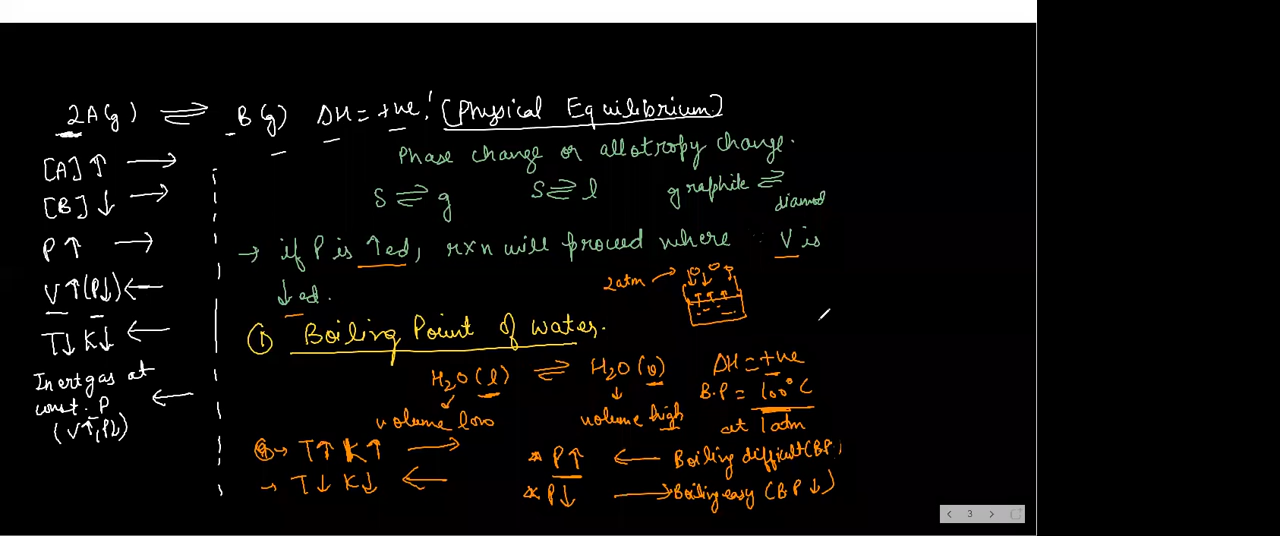 2A(g) ⇌ B(g) ΔH = +ve! [Physical Equilibrium]
[A]↑ →
[B]↓ →
P↑ →
V↑(P↓) ←
T↓ K↓ ←
Inert gas at
const. P ←
(V↑, P↓)
Phase change or allotropy change.
S ⇌ g S ⇌ l graphite ⇌
diamond
→ if P is ↑ed, rxn will proceed where V is
↓ed.
2atm →
① Boiling Point of water.
H₂O(l) ⇌ H₂O(v) ΔH = +ve
B.P = 100°C
at 1atm
volume low volume high
→ T↑ K↑ →
→ T↓ K↓ ←
* P↑ ← Boiling difficult (BP
* P↓ → Boiling easy (BP↓)
< 3 >